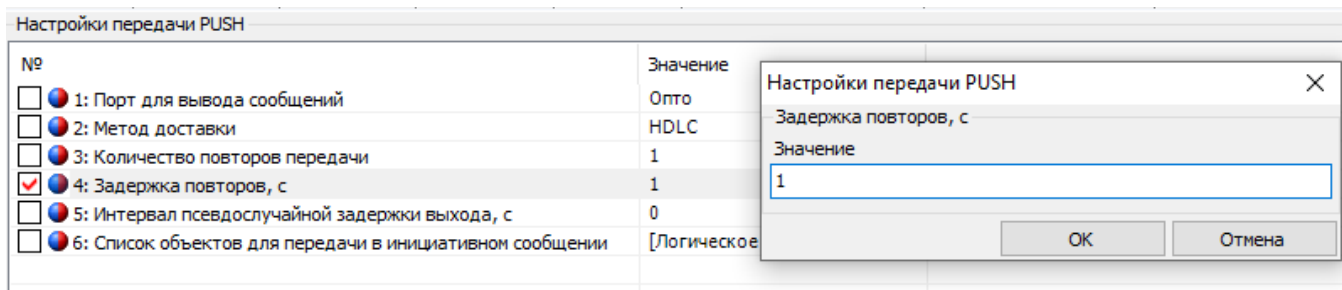 Настройки передачи PUSH
№ Значение
1: Порт для вывода сообщений Опто
2: Метод доставки HDLC
3: Количество повторов передачи 1
4: Задержка повторов, с 1
5: Интервал псевдослучайной задержки выхода, с 0
6: Список объектов для передачи в инициативном сообщении [Логическое
Настройки передачи PUSH
Задержка повторов, с
Значение
1
OK Отмена